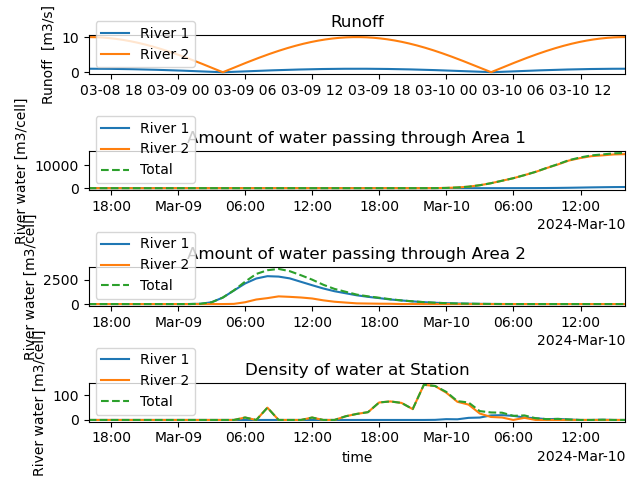 Runoff
Runoff  [m3/s]
River 1
River 2
10
0
03-08 18 03-09 00 03-09 06 03-09 12 03-09 18 03-10 00 03-10 06 03-10 12
Amount of water passing through Area 1
River water [m3/cell]
River 1
River 2
Total
10000
0
18:00 Mar-09 06:00 12:00 18:00 Mar-10 06:00 12:00
2024-Mar-10
Amount of water passing through Area 2
River water [m3/cell]
River 1
River 2
Total
2500
0
18:00 Mar-09 06:00 12:00 18:00 Mar-10 06:00 12:00
2024-Mar-10
Density of water at Station
River water [m3/cell]
River 1
River 2
Total
100
0
18:00 Mar-09 06:00 12:00 18:00 Mar-10 06:00 12:00
time
2024-Mar-10